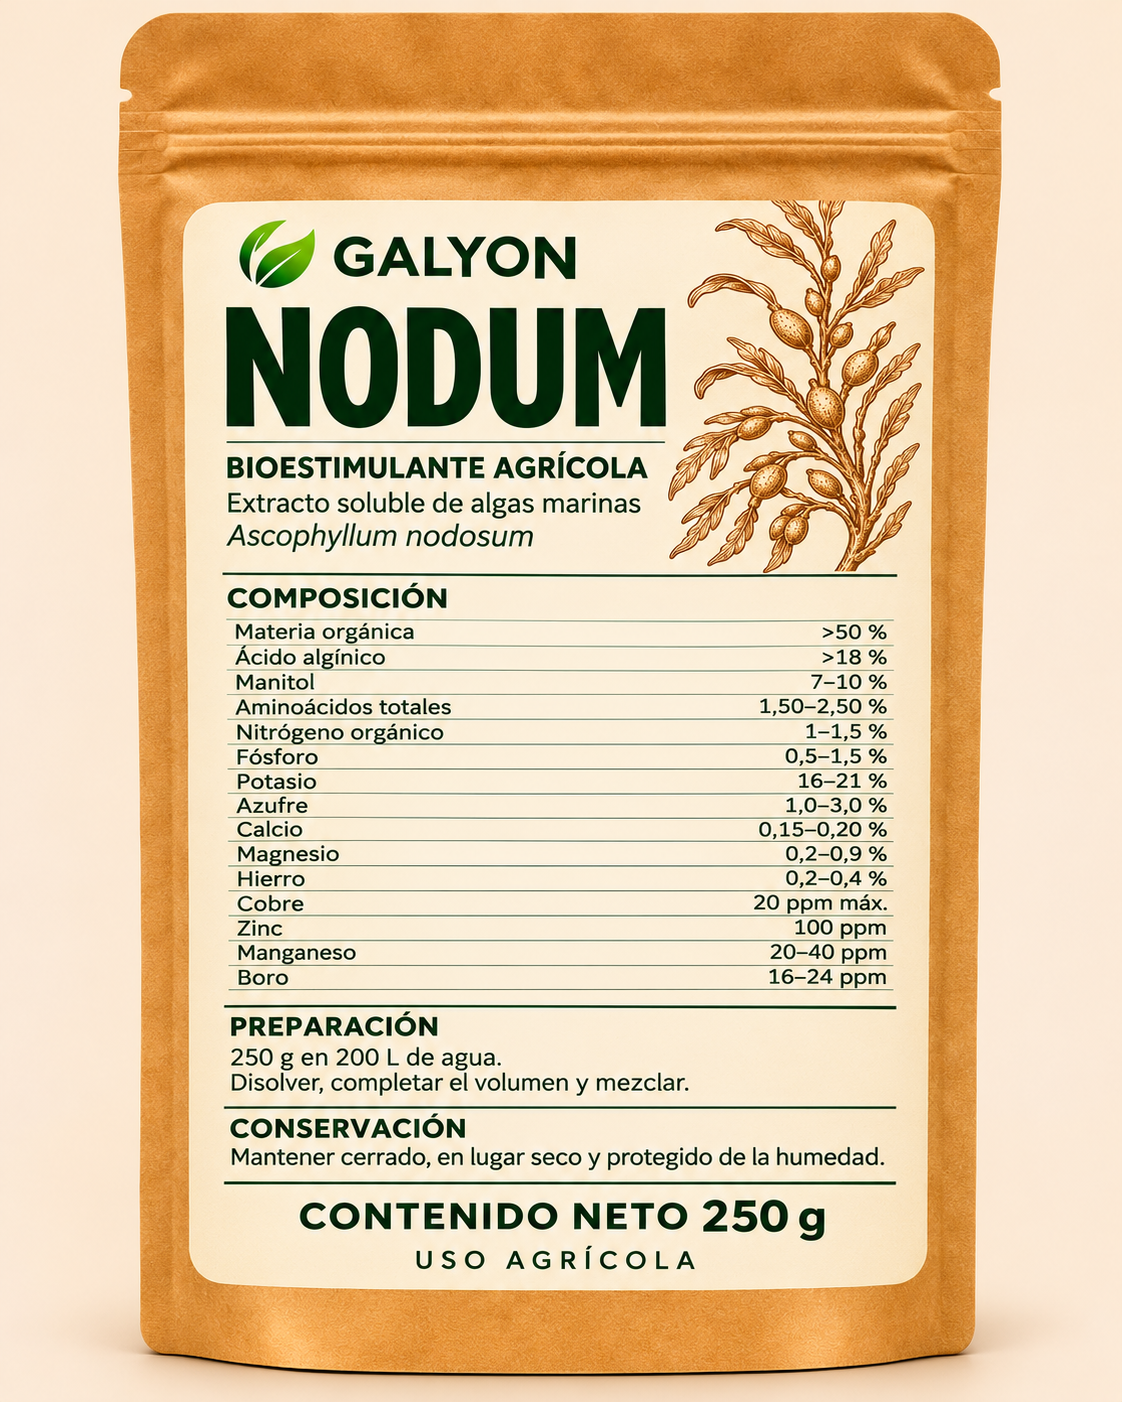 GALYON
NODUM
BIOESTIMULANTE AGRÍCOLA
Extracto soluble de algas marinas
Ascophyllum nodosum
COMPOSICIÓN
Materia orgánica >50 %
Ácido algínico >18 %
Manitol 7–10 %
Aminoácidos totales 1,50–2,50 %
Nitrógeno orgánico 1–1,5 %
Fósforo 0,5–1,5 %
Potasio 16–21 %
Azufre 1,0–3,0 %
Calcio 0,15–0,20 %
Magnesio 0,2–0,9 %
Hierro 0,2–0,4 %
Cobre 20 ppm máx.
Zinc 100 ppm
Manganeso 20–40 ppm
Boro 16–24 ppm
PREPARACIÓN
250 g en 200 L de agua.
Disolver, completar el volumen y mezclar.
CONSERVACIÓN
Mantener cerrado, en lugar seco y protegido de la humedad.
CONTENIDO NETO 250 g
USO AGRÍCOLA